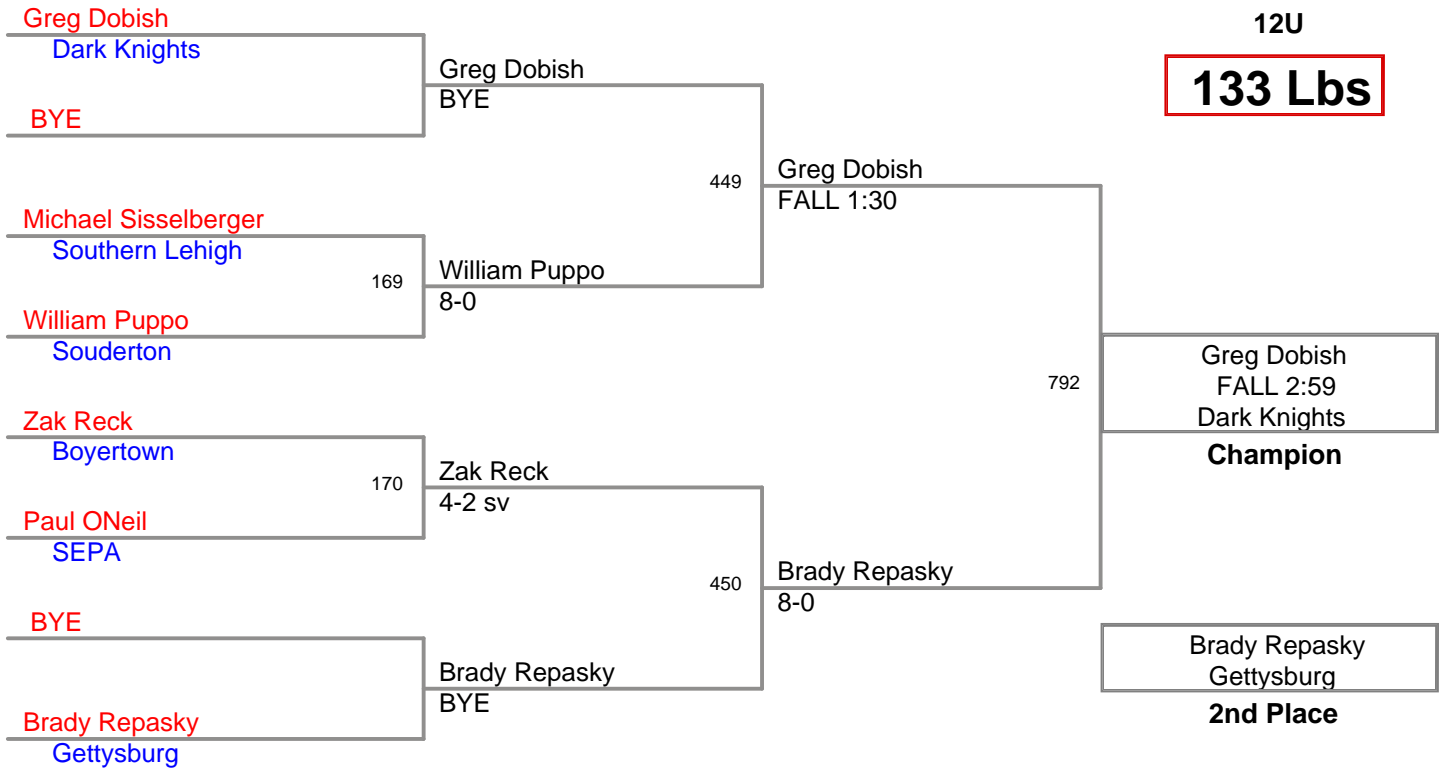 Greg Dobish
Dark Knights
BYE
Michael Sisselberger
Southern Lehigh
169
William Puppo
Souderton
Zak Reck
Boyertown
170
Paul ONeil
SEPA
BYE
Brady Repasky
Gettysburg
Greg Dobish
BYE
449
William Puppo
8-0
Zak Reck
4-2 sv
450
Brady Repasky
BYE
Greg Dobish
FALL 1:30
792
Brady Repasky
8-0
12U
133 Lbs
Greg Dobish
FALL 2:59
Dark Knights
Champion
Brady Repasky
Gettysburg
2nd Place